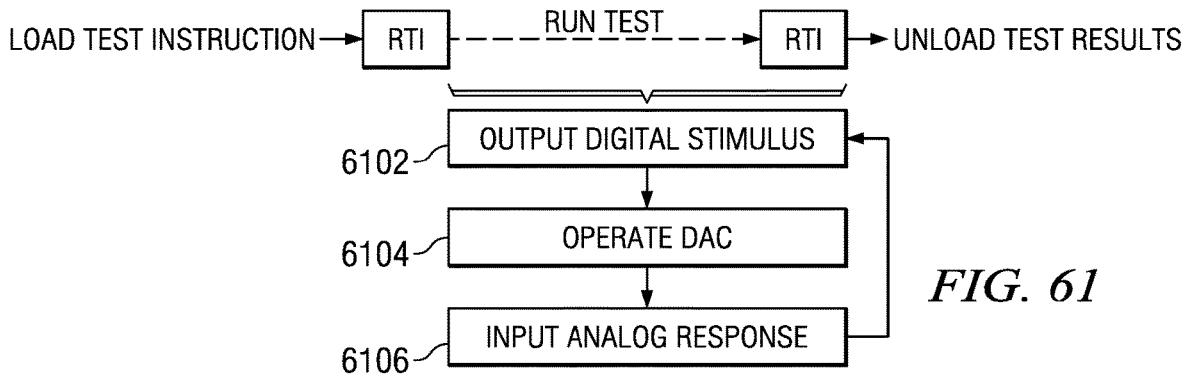 LOAD TEST INSTRUCTION
RTI
RUN TEST
RTI
UNLOAD TEST RESULTS
6102
OUTPUT DIGITAL STIMULUS
6104
OPERATE DAC
FIG. 61
6106
INPUT ANALOG RESPONSE